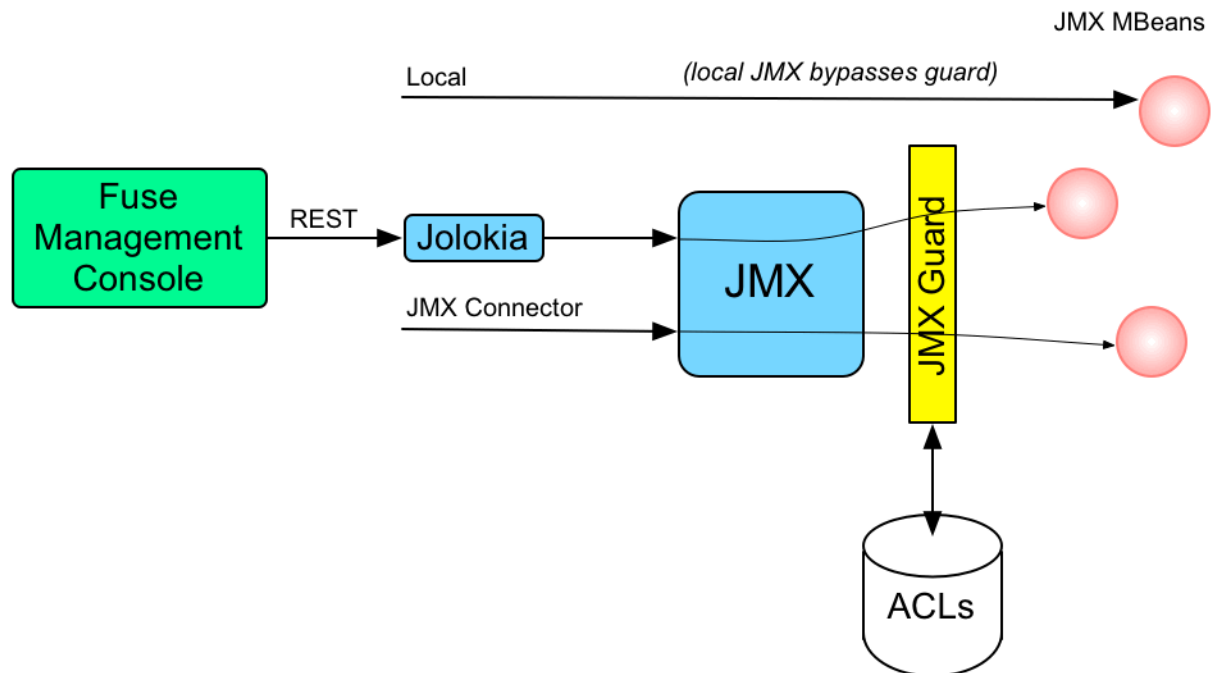 JMX MBeans
Local
(local JMX bypasses guard)
Fuse
Management
Console
REST
Jolokia
JMX
JMX Guard
JMX Connector
ACLs